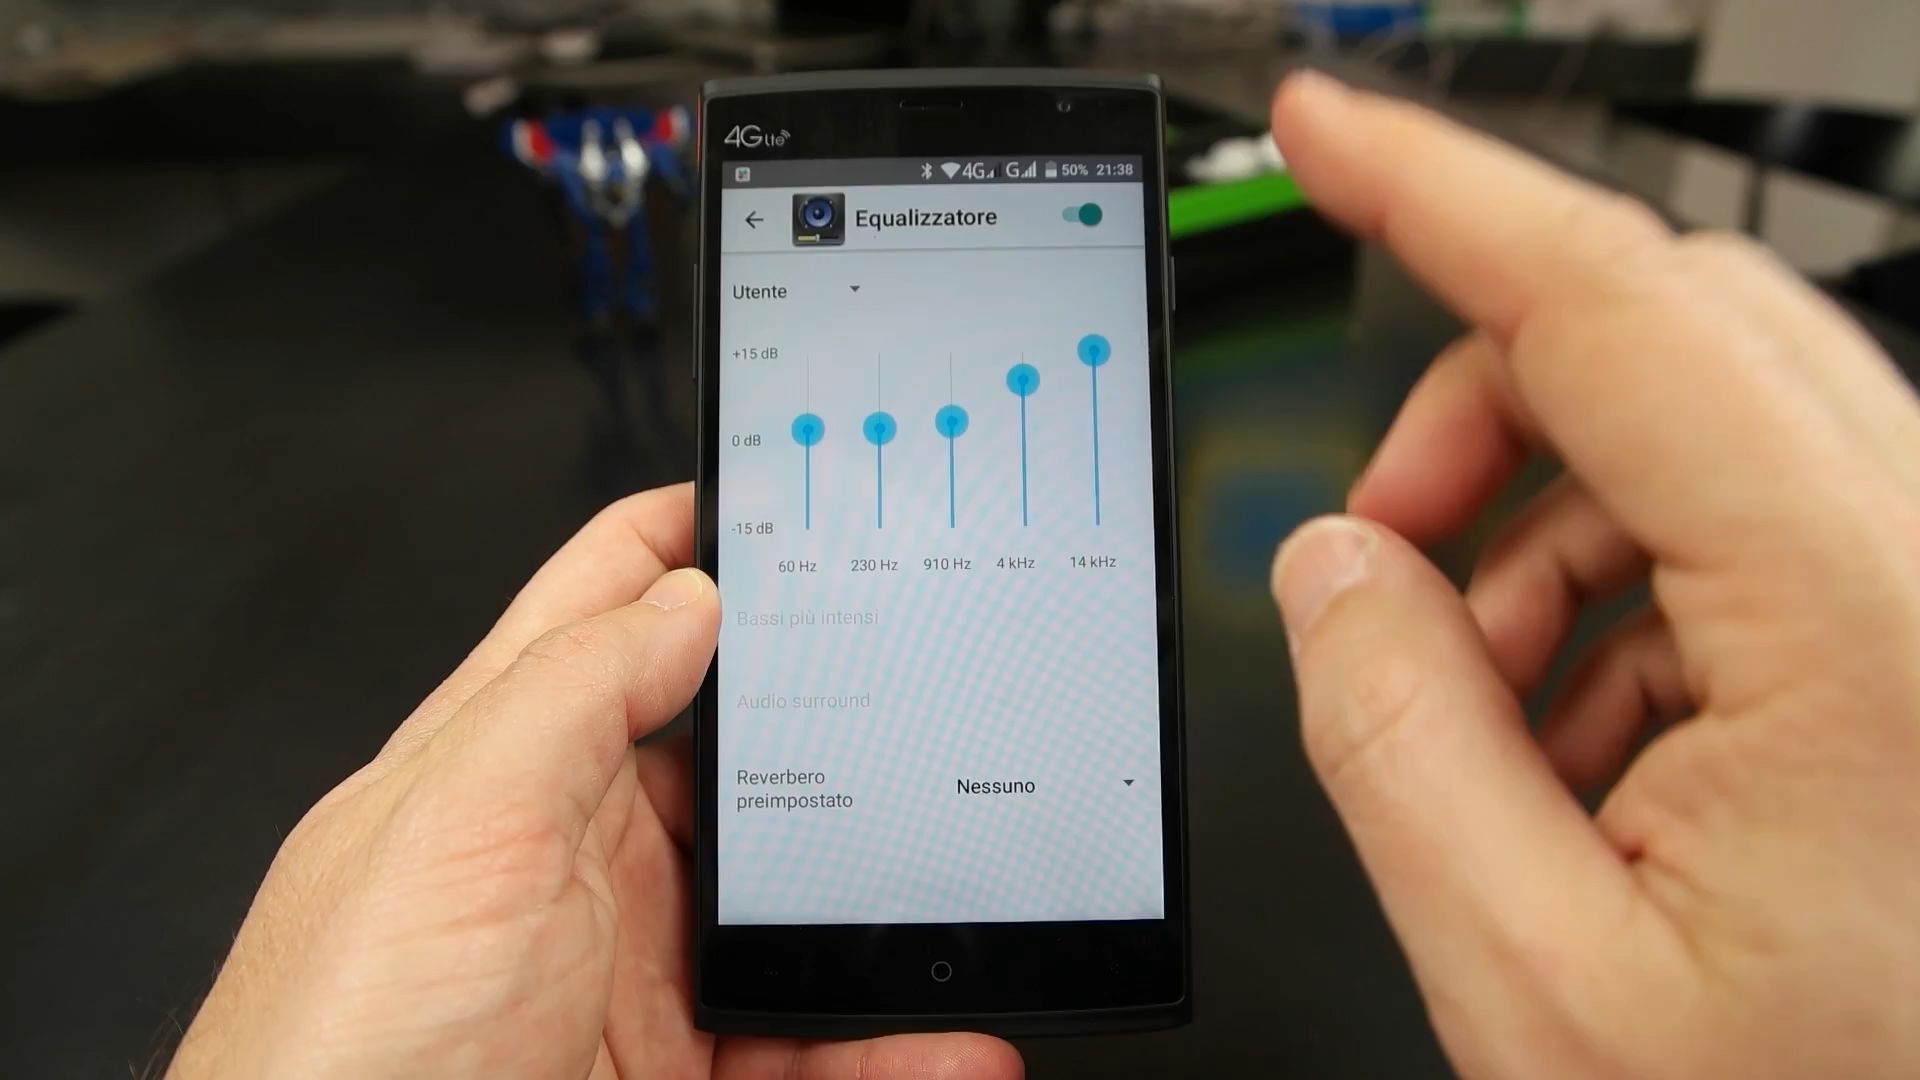 4G Lte
4G G 50% 21:38
Equalizzatore
Utente
+15 dB
0 dB
-15 dB
60 Hz 230 Hz 910 Hz 4 kHz 14 kHz
Bassi più intensi
Audio surround
Reverbero
preimpostato
Nessuno